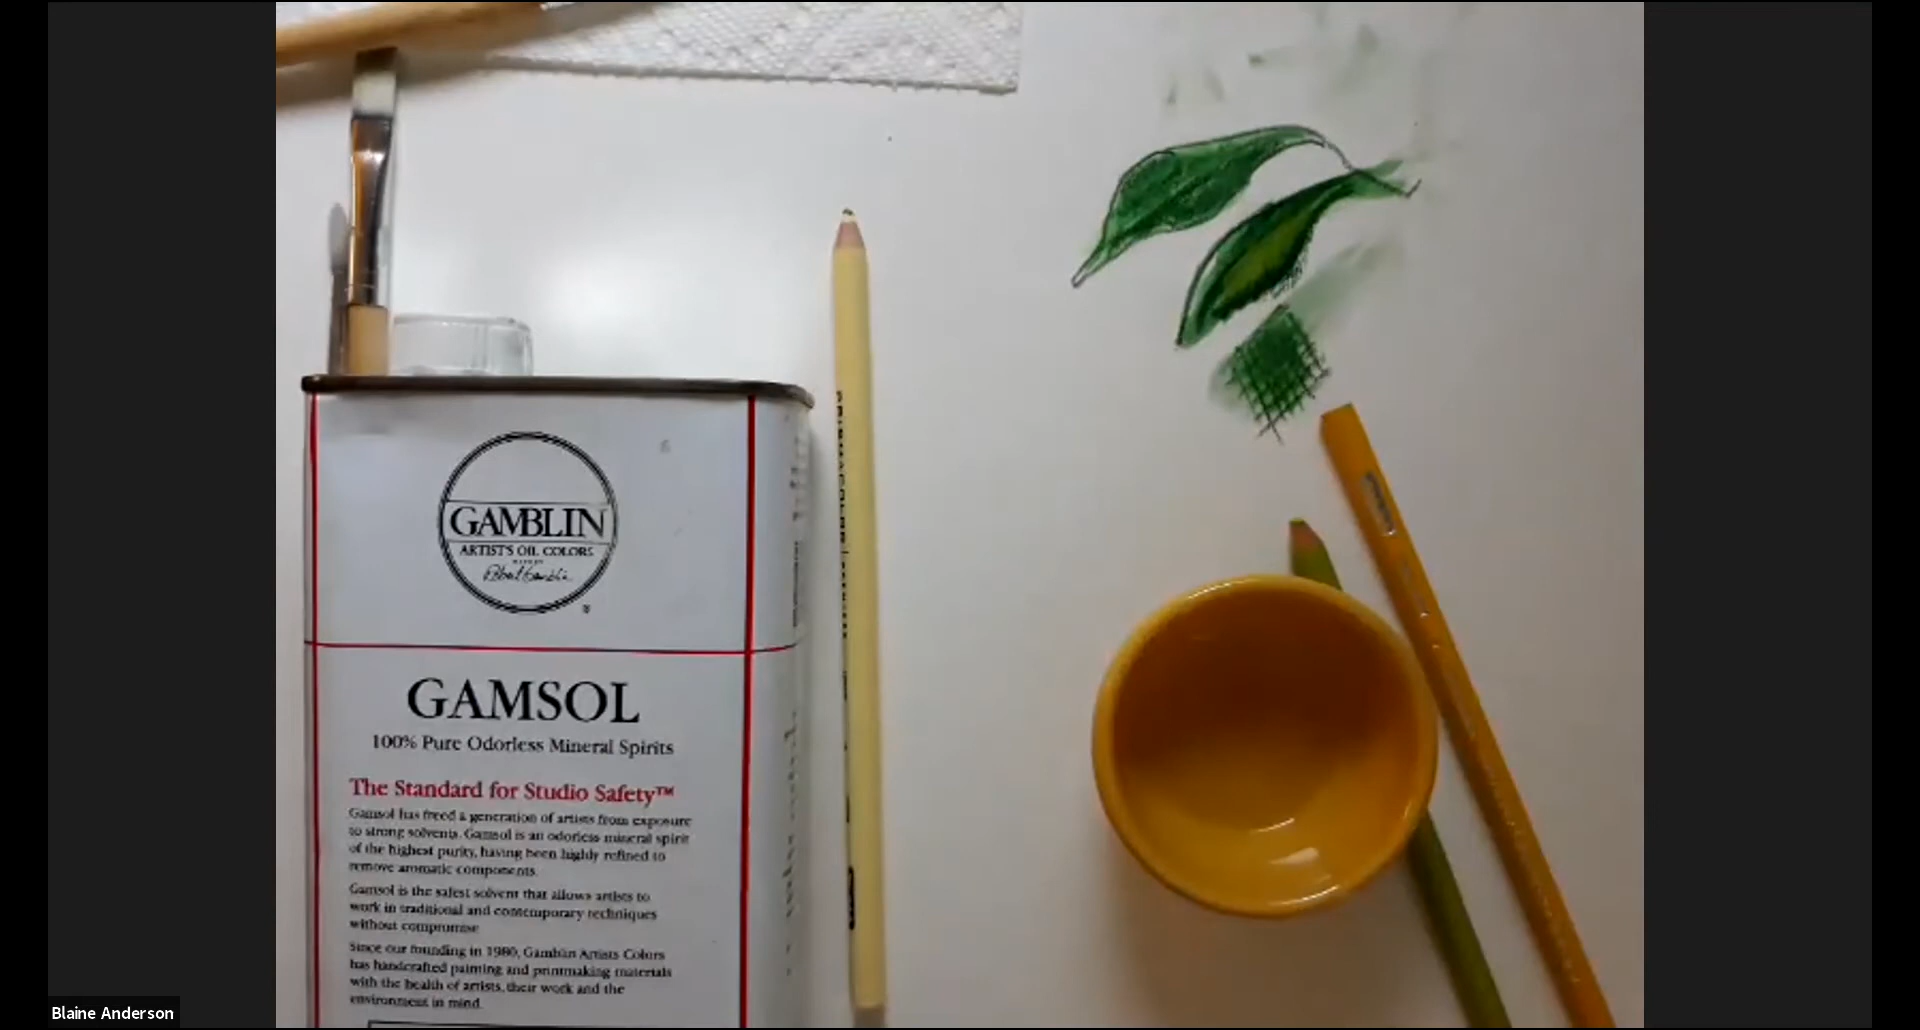 GAMBLIN
ARTIST'S OIL COLORS
Robert Gamblin
®
GAMSOL
100% Pure Odorless Mineral Spirits
The Standard for Studio Safety™
Gamsol has freed a generation of artists from exposure
to strong solvents. Gamsol is an odorless mineral spirit
of the highest purity, having been highly refined to
remove aromatic components.
Gamsol is the safest solvent that allows artists to
work in traditional and contemporary techniques
without compromise
Since our founding in 1980, Gamblin Artists Colors
has handcrafted painting and printmaking materials
with the health of artists, their work and the
environment in mind.
PRISMACOLOR
Blaine Anderson